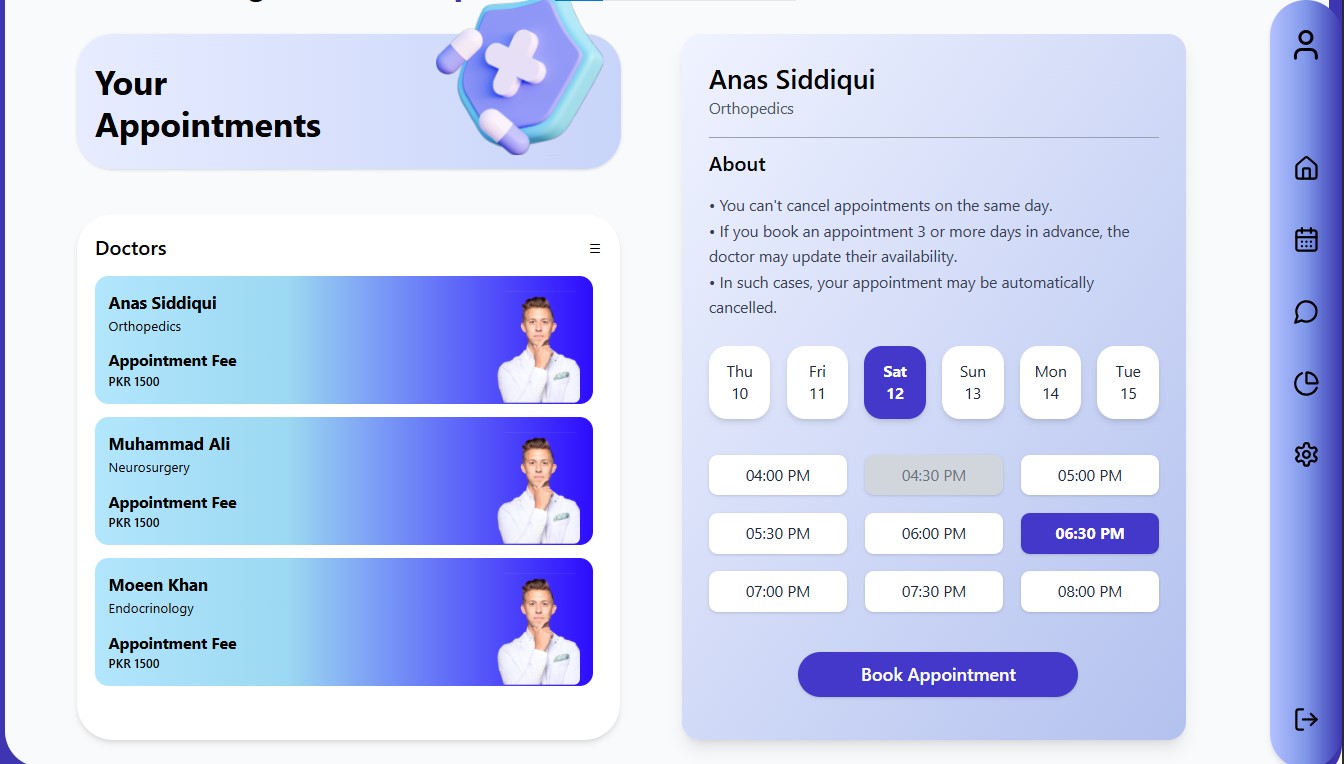 Your
Appointments
Doctors
Anas Siddiqui
Orthopedics
Appointment Fee
PKR 1500
Muhammad Ali
Neurosurgery
Appointment Fee
PKR 1500
Moeen Khan
Endocrinology
Appointment Fee
PKR 1500
Anas Siddiqui
Orthopedics
About
• You can't cancel appointments on the same day.
• If you book an appointment 3 or more days in advance, the
doctor may update their availability.
• In such cases, your appointment may be automatically
cancelled.
Thu Fri Sat Sun Mon Tue
10 11 12 13 14 15
04:00 PM 04:30 PM 05:00 PM
05:30 PM 06:00 PM 06:30 PM
07:00 PM 07:30 PM 08:00 PM
Book Appointment